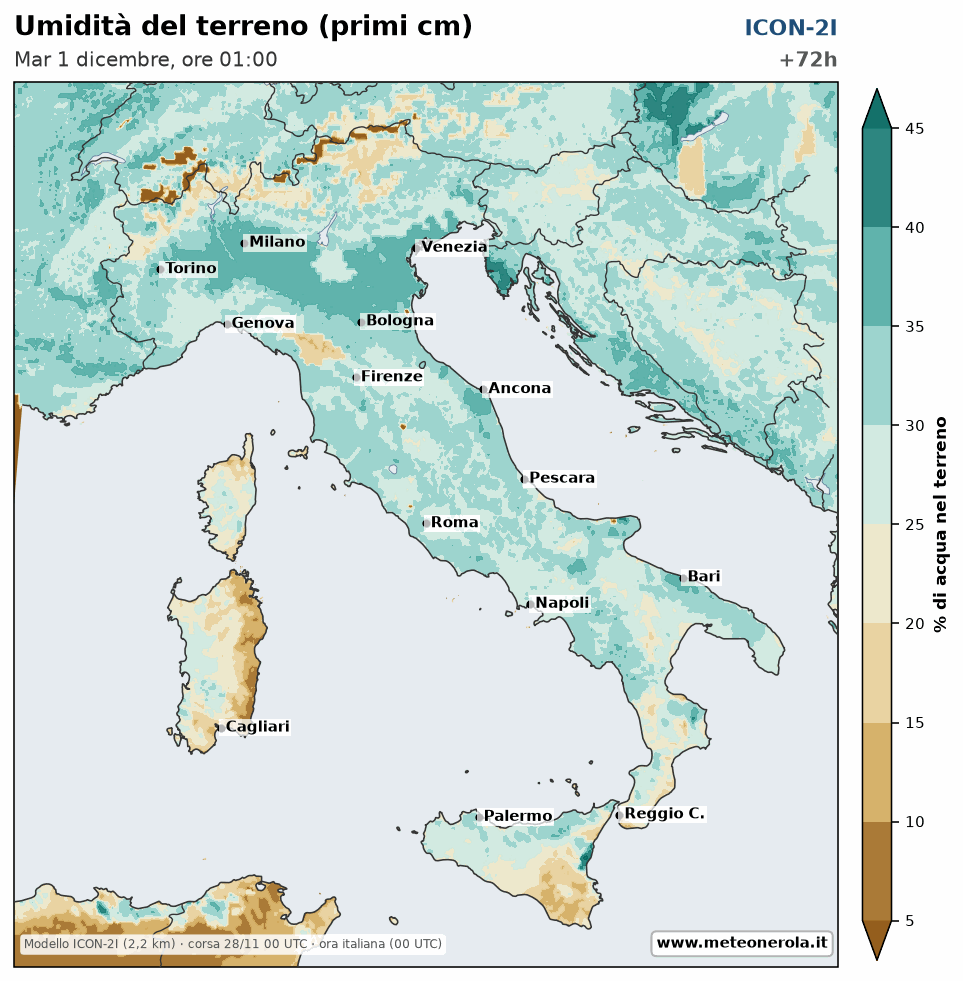 Umidità del terreno (primi cm)
ICON-2I
Mar 1 dicembre, ore 01:00
+72h
Milano
Venezia
Torino
Genova
Bologna
Firenze
Ancona
Pescara
Roma
Bari
Napoli
Cagliari
Palermo
Reggio C.
45
40
35
30
25
20
15
10
5
% di acqua nel terreno
Modello ICON-2I (2,2 km) · corsa 28/11 00 UTC · ora italiana (00 UTC)
www.meteonerola.it